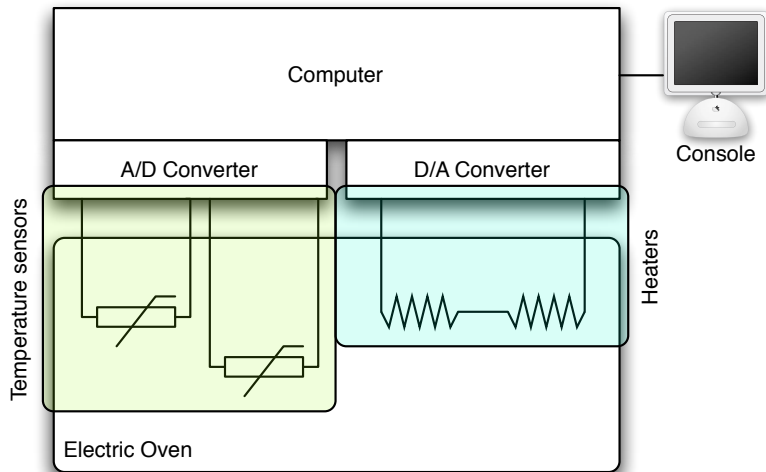 Computer
A/D Converter
D/A Converter
Console
Temperature sensors
Heaters
Electric Oven